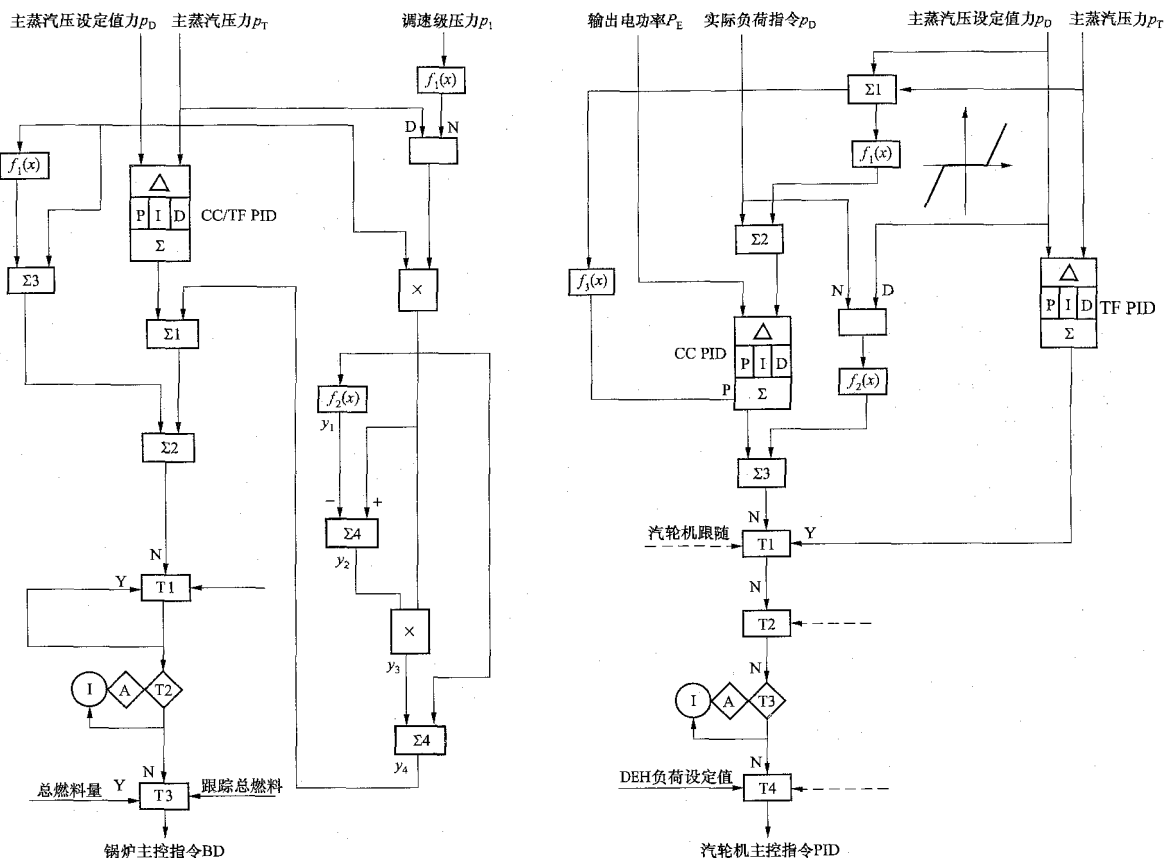 主蒸汽压力设定值力p_D
主蒸汽压力p_T
调速级压力p_1
f_1(x)
D N
f_1(x)
△
P I D
Σ
CC/TF PID
Σ3
×
Σ1
f_2(x)
y_1
Σ2
− +
Σ4
y_2
N
Y T1
×
y_3
I A T2
Σ4
y_4
N
总燃料量 Y T3 跟踪总燃料
锅炉主控指令BD
输出电功率P_E
实际负荷指令p_D
主蒸汽压设定值力p_D
主蒸汽压力p_T
Σ1
f_1(x)
Σ2
f_3(x)
N D
△
P I D
Σ
TF PID
△
P I D
Σ
CC PID
P
f_2(x)
Σ3
N
汽轮机跟随 T1 Y
N
T2
N
I A T3
N
DEH负荷设定值 T4
汽轮机主控指令PID